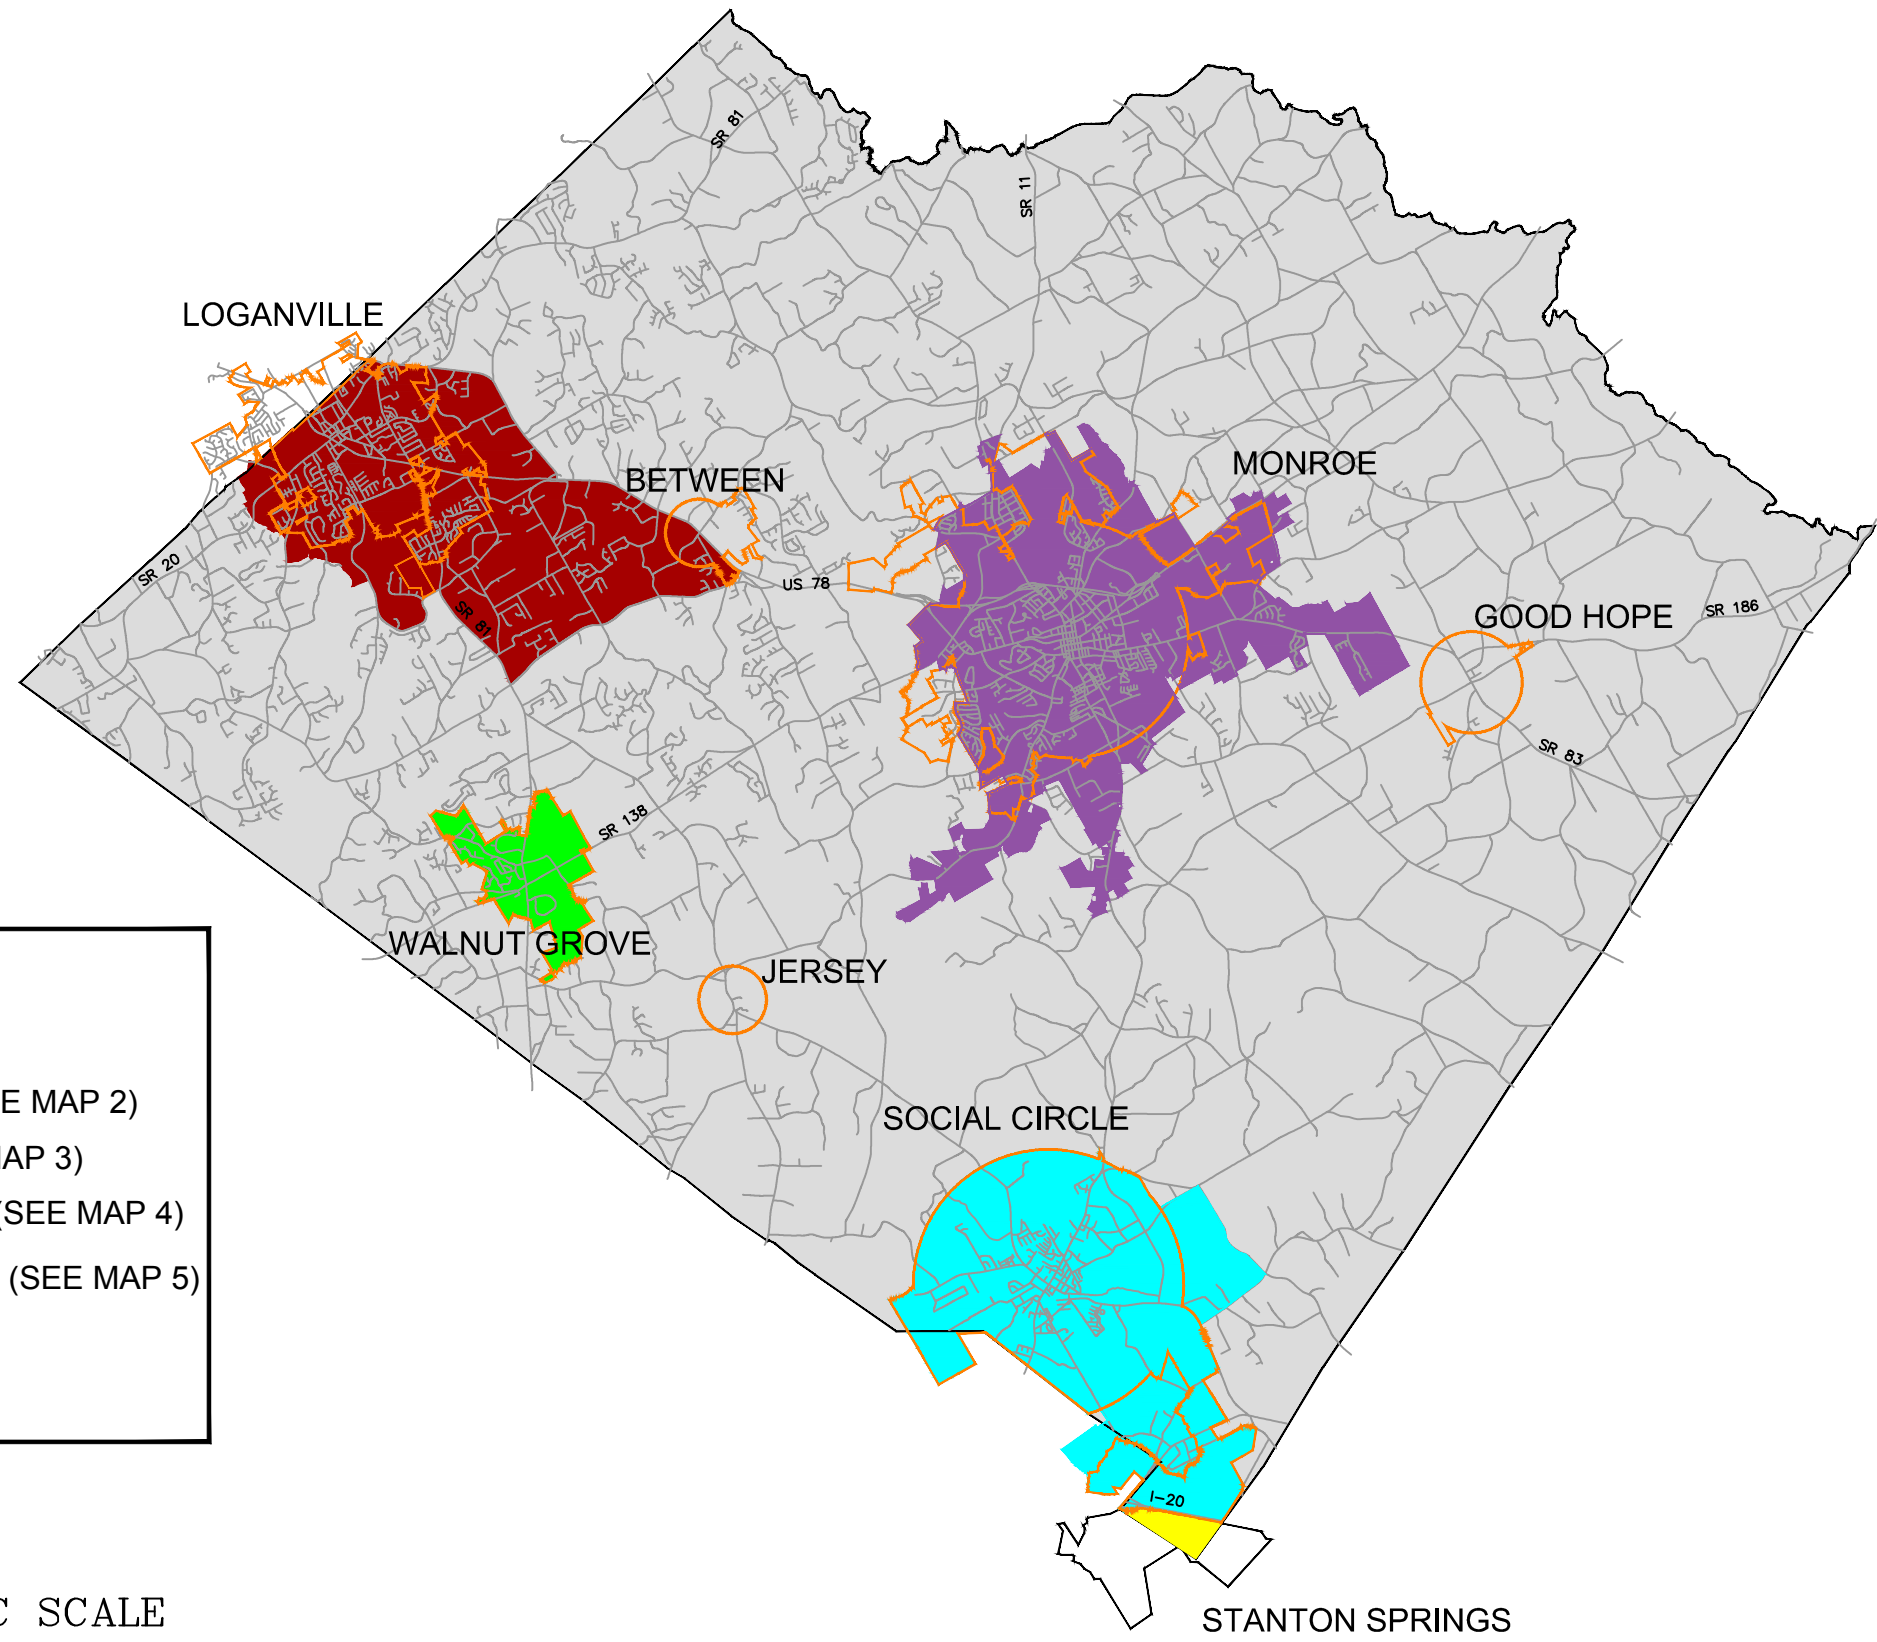 SR 81
SR 11
LOGANVILLE
BETWEEN
MONROE
SR 20
US 78
SR 81
GOOD HOPE
SR 186
SR 83
SR 138
WALNUT GROVE
JERSEY
E MAP 2)
MAP 3)
(SEE MAP 4)
(SEE MAP 5)
SOCIAL CIRCLE
I-20
C SCALE
STANTON SPRINGS